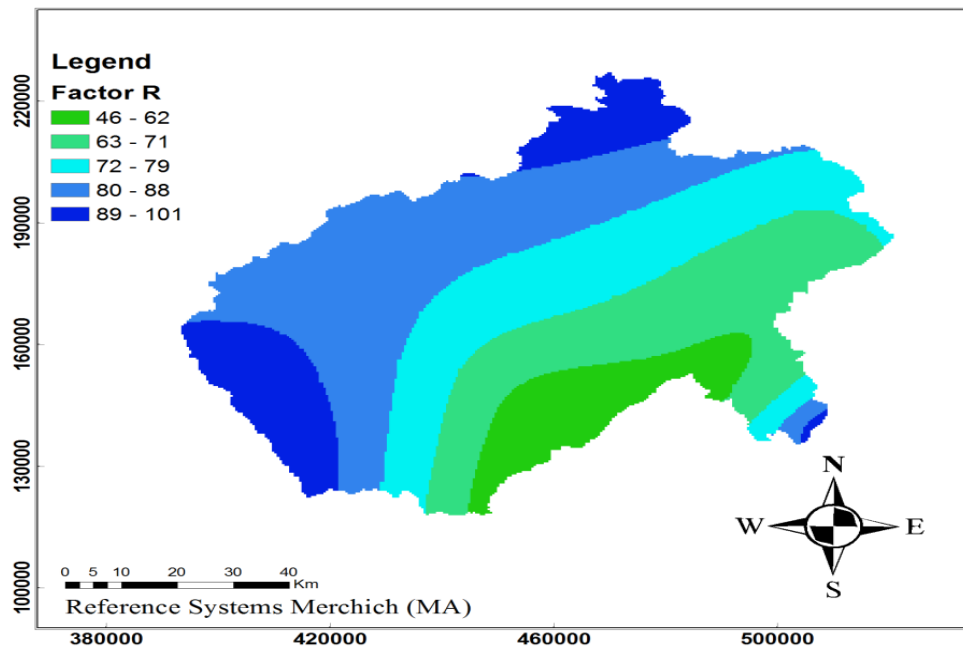 Legend
Factor R
46 - 62
63 - 71
72 - 79
80 - 88
89 - 101
220000
190000
160000
130000
100000
N
W E
S
0 5 10 20 30 40
Km
Reference Systems Merchich (MA)
380000 420000 460000 500000